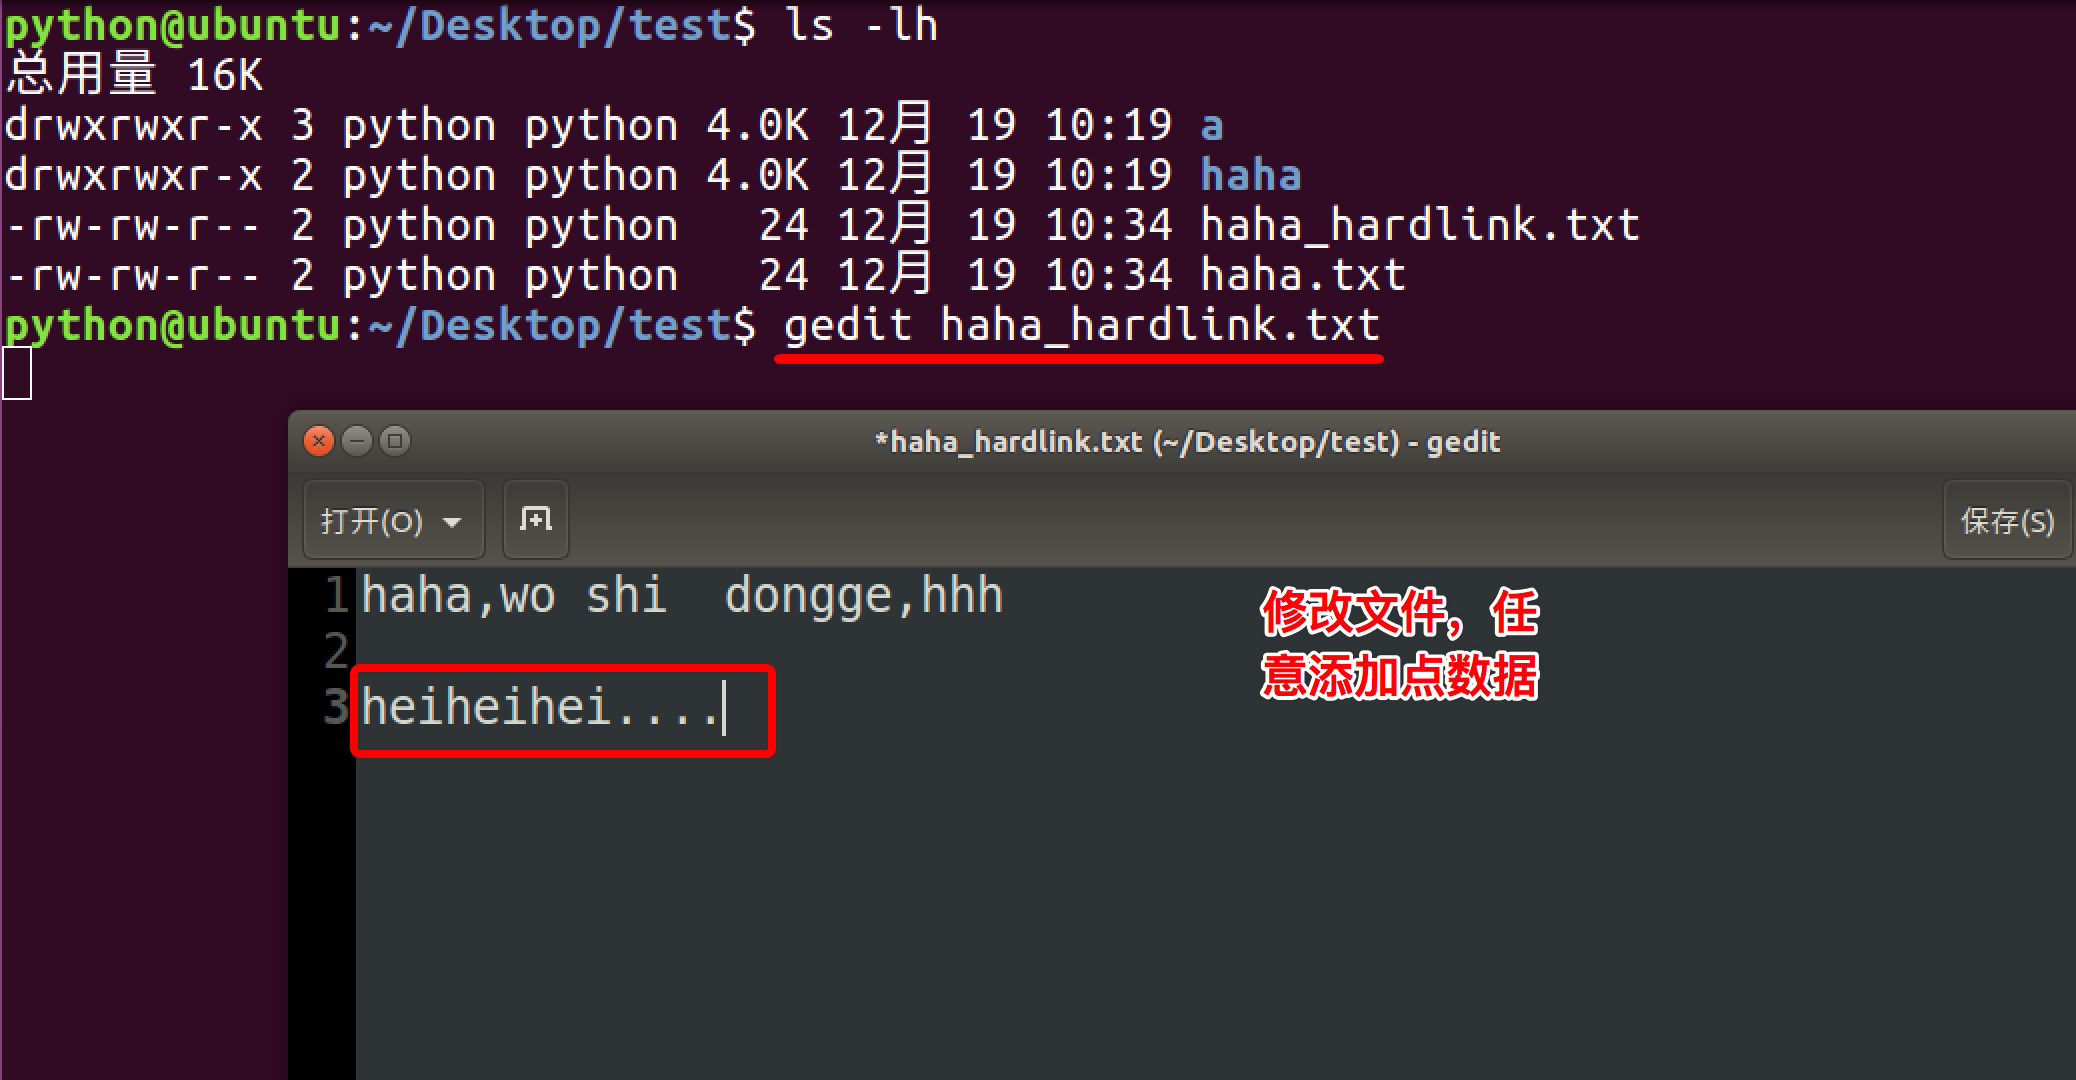 python@ubuntu:~/Desktop/test$ ls -lh
总用量 16K
drwxrwxr-x 3 python python 4.0K 12月 19 10:19 a
drwxrwxr-x 2 python python 4.0K 12月 19 10:19 haha
-rw-rw-r-- 2 python python   24 12月 19 10:34 haha_hardlink.txt
-rw-rw-r-- 2 python python   24 12月 19 10:34 haha.txt
python@ubuntu:~/Desktop/test$ gedit haha_hardlink.txt
*haha_hardlink.txt (~/Desktop/test) - gedit
打开(O)
保存(S)
1 haha,wo shi  dongge,hhh
2
3 heiheihei....
修改文件，任
意添加点数据